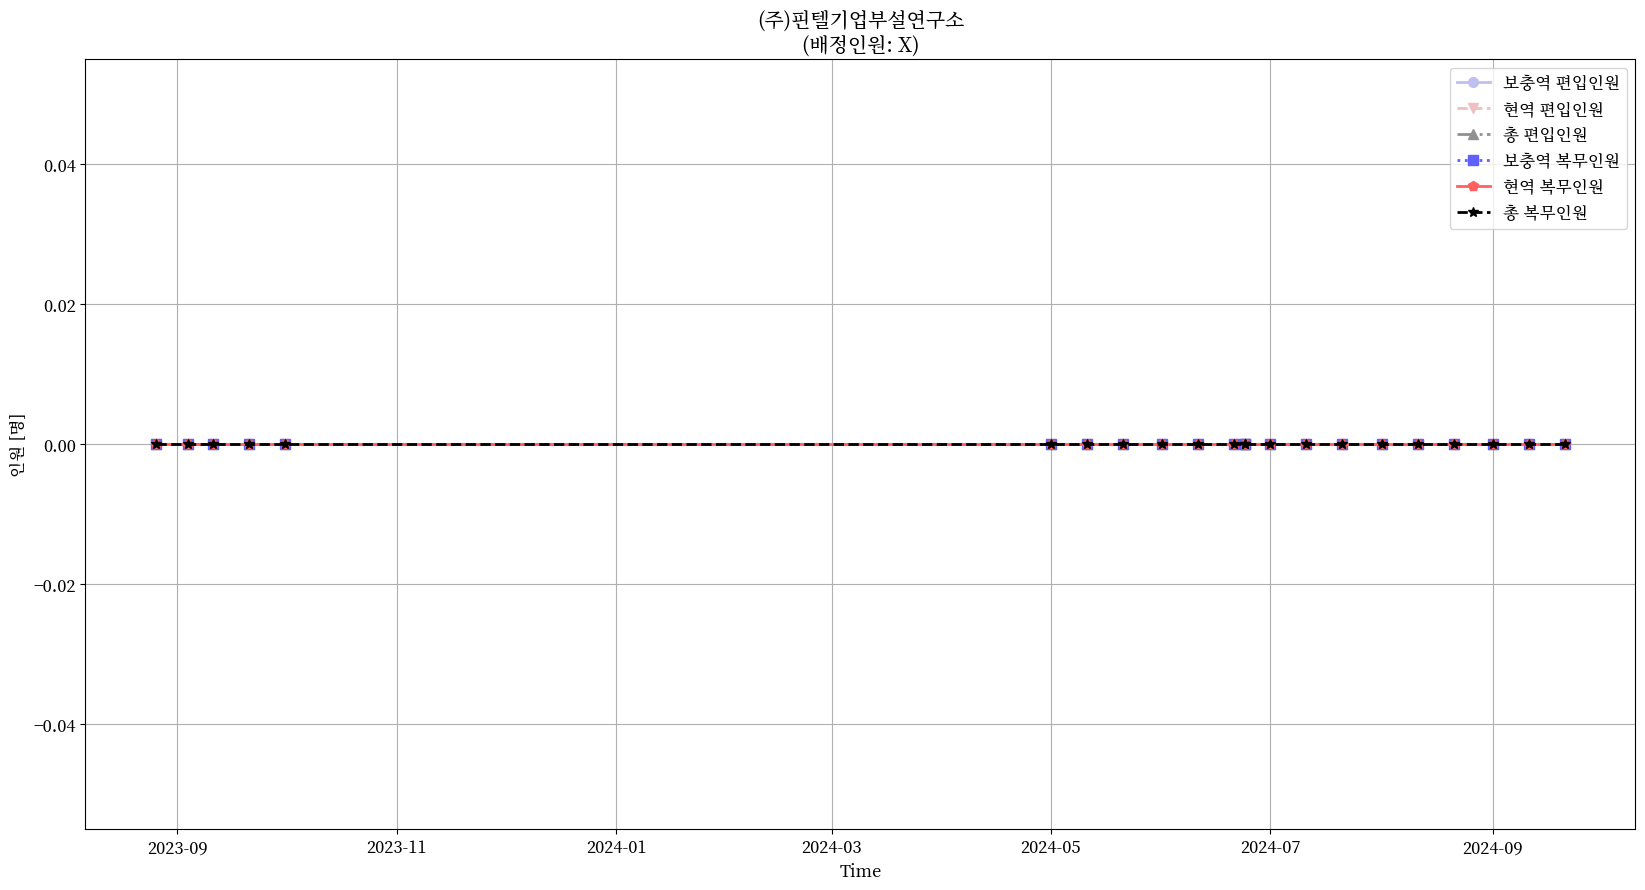 (주)핀텔기업부설연구소
(배정인원: X)
보충역 편입인원
현역 편입인원
총 편입인원
보충역 복무인원
현역 복무인원
총 복무인원
인원 [명]
0.04
0.02
0.00
−0.02
−0.04
2023-09
2023-11
2024-01
2024-03
2024-05
2024-07
2024-09
Time